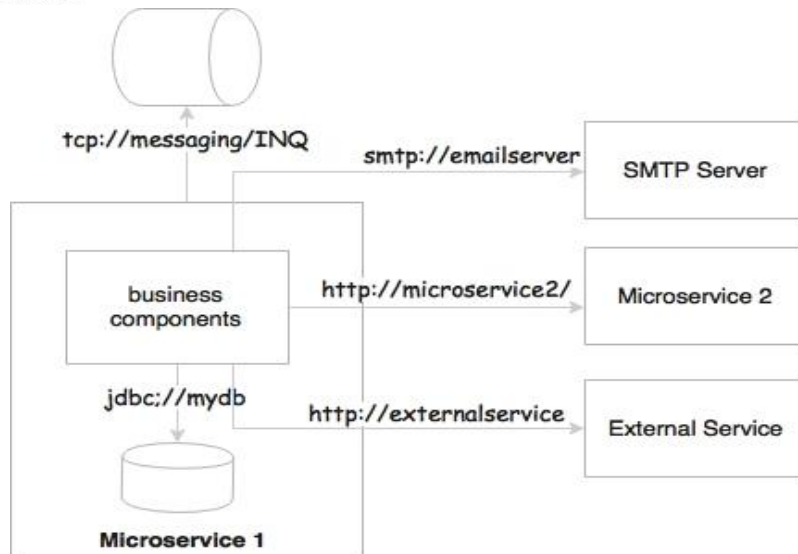 tcp://messaging/INQ
smtp://emailserver
SMTP Server
business
components
http://microservice2/
Microservice 2
jdbc;//mydb
http://externalservice
External Service
Microservice 1